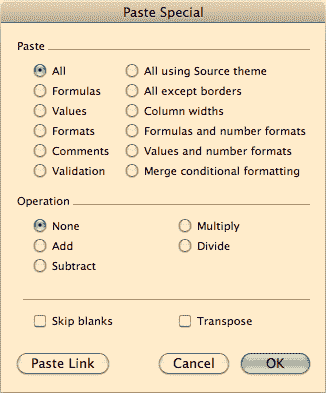 Paste Special
Paste
All
All using Source theme
Formulas
All except borders
Values
Column widths
Formats
Formulas and number formats
Comments
Values and number formats
Validation
Merge conditional formatting
Operation
None
Multiply
Add
Divide
Subtract
Skip blanks
Transpose
Paste Link
Cancel
OK